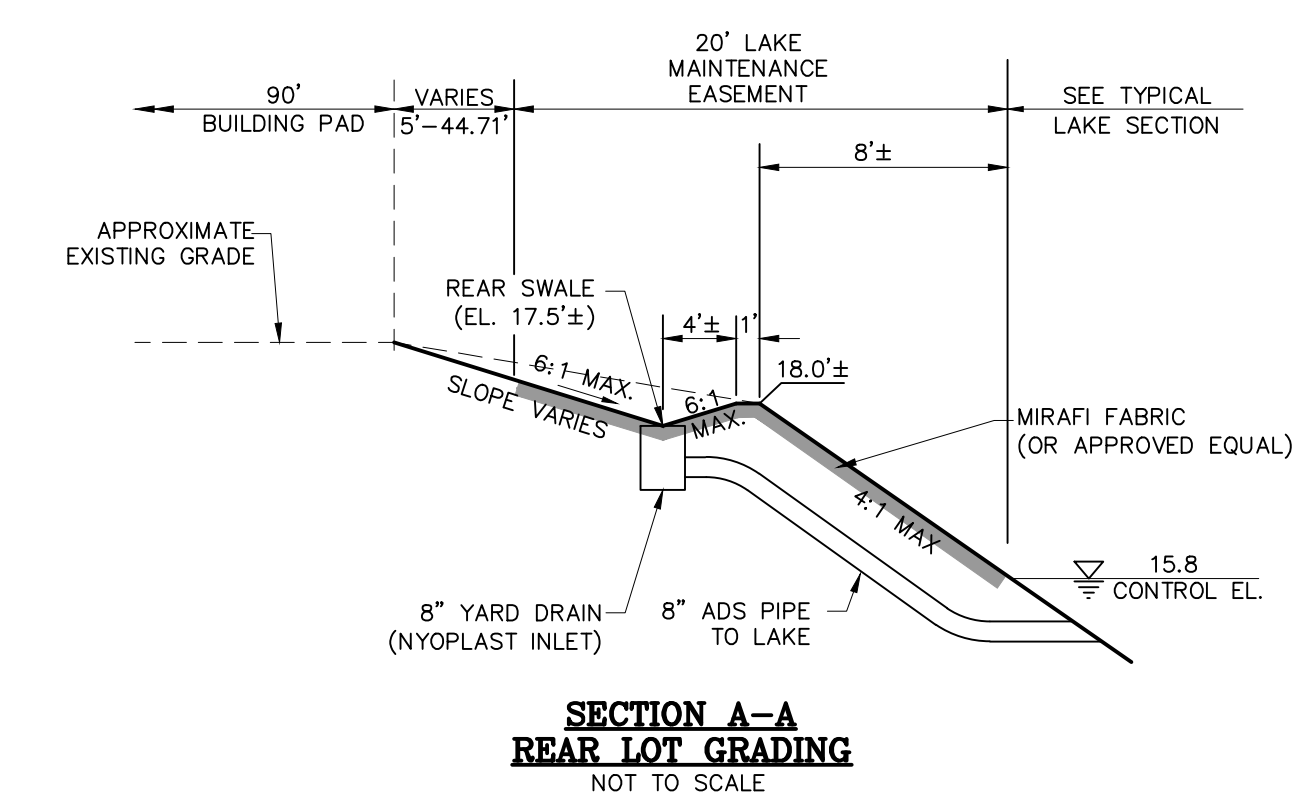 20' LAKE
MAINTENANCE
EASEMENT
90'
BUILDING PAD
VARIES
5'-44.71'
SEE TYPICAL
LAKE SECTION
8'±
APPROXIMATE
EXISTING GRADE
REAR SWALE
(EL. 17.5'±)
4'±
1'
18.0'±
6:1 MAX.
SLOPE VARIES
6:1
MAX.
MIRAFI FABRIC
(OR APPROVED EQUAL)
4:1 MAX
15.8
CONTROL EL.
8" YARD DRAIN
(NYOPLAST INLET)
8" ADS PIPE
TO LAKE
SECTION A-A
REAR LOT GRADING
NOT TO SCALE